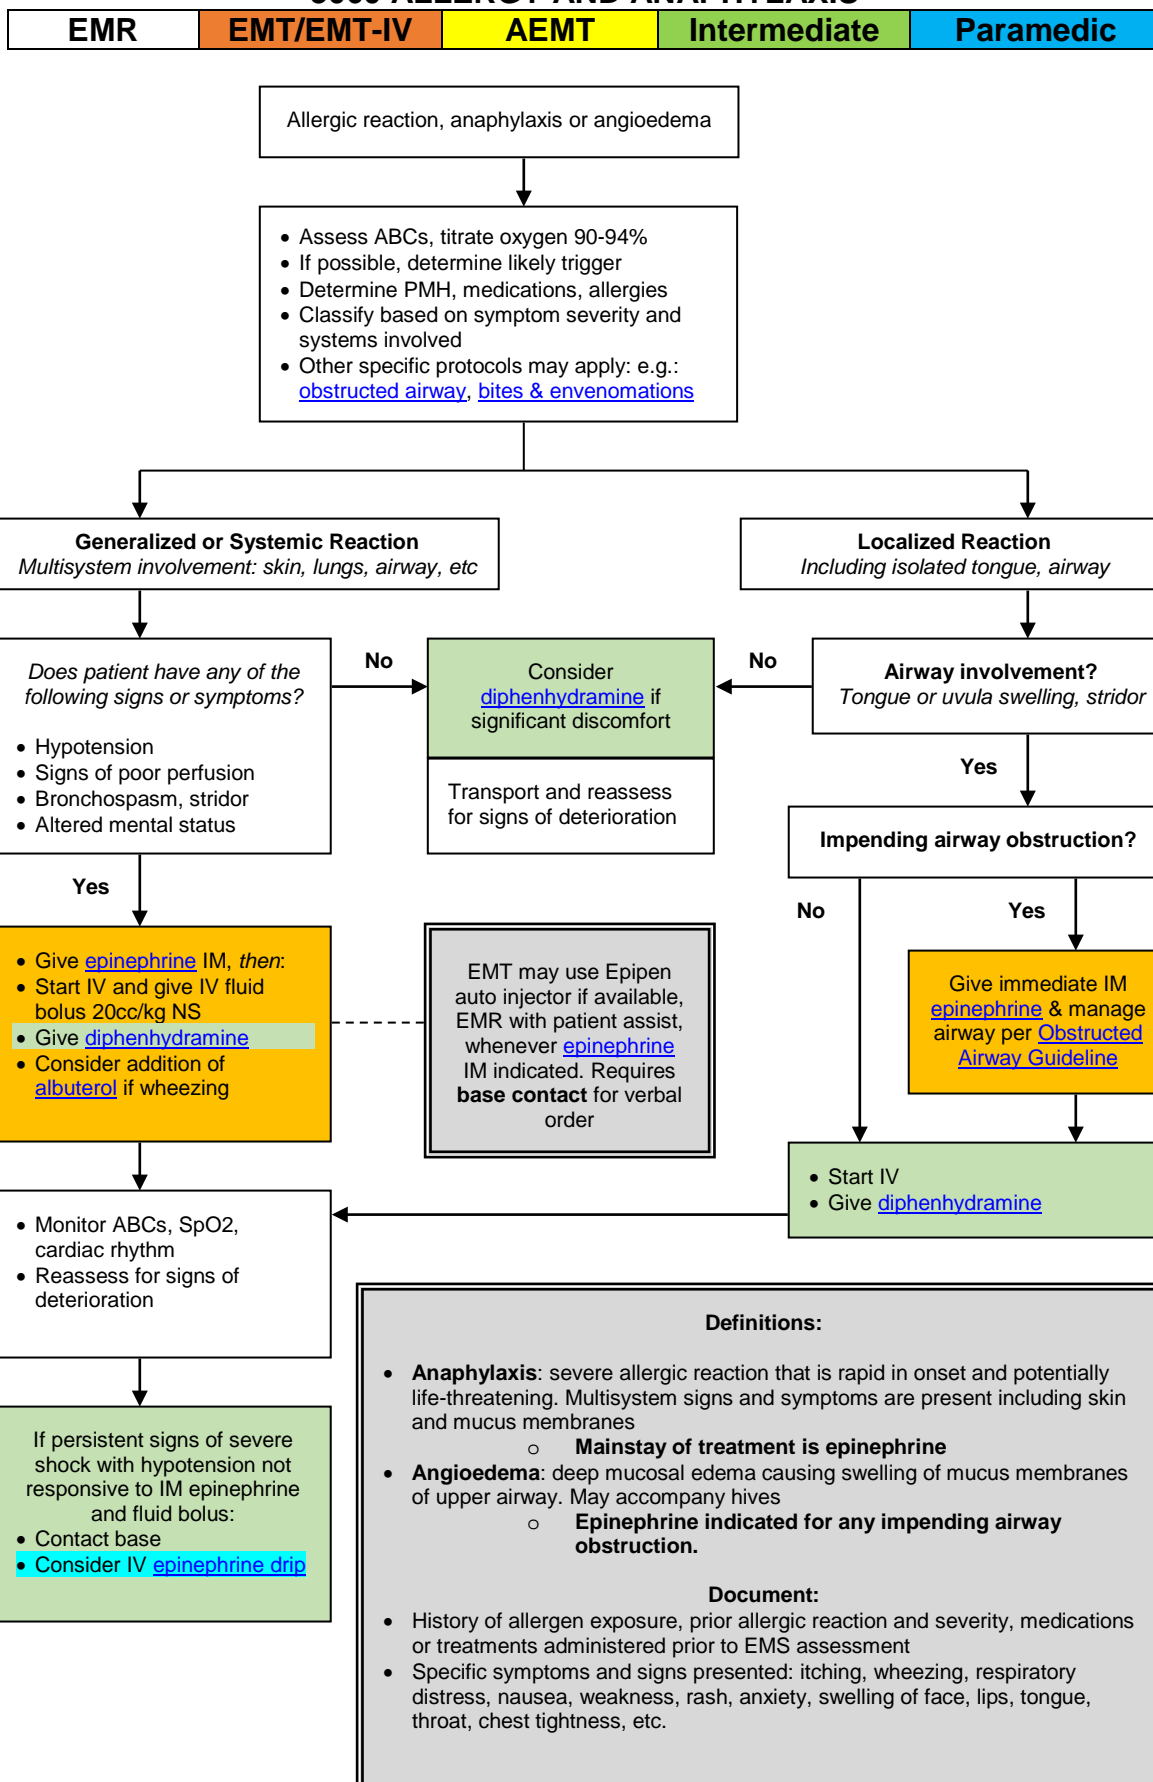 EMR EMT/EMT-IV AEMT Intermediate Paramedic
Allergic reaction, anaphylaxis or angioedema
• Assess ABCs, titrate oxygen 90-94%
• If possible, determine likely trigger
• Determine PMH, medications, allergies
• Classify based on symptom severity and
systems involved
• Other specific protocols may apply: e.g.:
obstructed airway, bites & envenomations
Generalized or Systemic Reaction
Multisystem involvement: skin, lungs, airway, etc
Localized Reaction
Including isolated tongue, airway
Does patient have any of the
following signs or symptoms?
• Hypotension
• Signs of poor perfusion
• Bronchospasm, stridor
• Altered mental status
No
Consider
diphenhydramine if
significant discomfort
Transport and reassess
for signs of deterioration
No
Airway involvement?
Tongue or uvula swelling, stridor
Yes
Impending airway obstruction?
Yes
No
Yes
• Give epinephrine IM, then:
• Start IV and give IV fluid
bolus 20cc/kg NS
• Give diphenhydramine
• Consider addition of
albuterol if wheezing
EMT may use Epipen
auto injector if available,
EMR with patient assist,
whenever epinephrine
IM indicated. Requires
base contact for verbal
order
Give immediate IM
epinephrine & manage
airway per Obstructed
Airway Guideline
• Start IV
• Give diphenhydramine
• Monitor ABCs, SpO2,
cardiac rhythm
• Reassess for signs of
deterioration
If persistent signs of severe
shock with hypotension not
responsive to IM epinephrine
and fluid bolus:
• Contact base
• Consider IV epinephrine drip
Definitions:
• Anaphylaxis: severe allergic reaction that is rapid in onset and potentially
life-threatening. Multisystem signs and symptoms are present including skin
and mucus membranes
o Mainstay of treatment is epinephrine
• Angioedema: deep mucosal edema causing swelling of mucus membranes
of upper airway. May accompany hives
o Epinephrine indicated for any impending airway
obstruction.
Document:
• History of allergen exposure, prior allergic reaction and severity, medications
or treatments administered prior to EMS assessment
• Specific symptoms and signs presented: itching, wheezing, respiratory
distress, nausea, weakness, rash, anxiety, swelling of face, lips, tongue,
throat, chest tightness, etc.